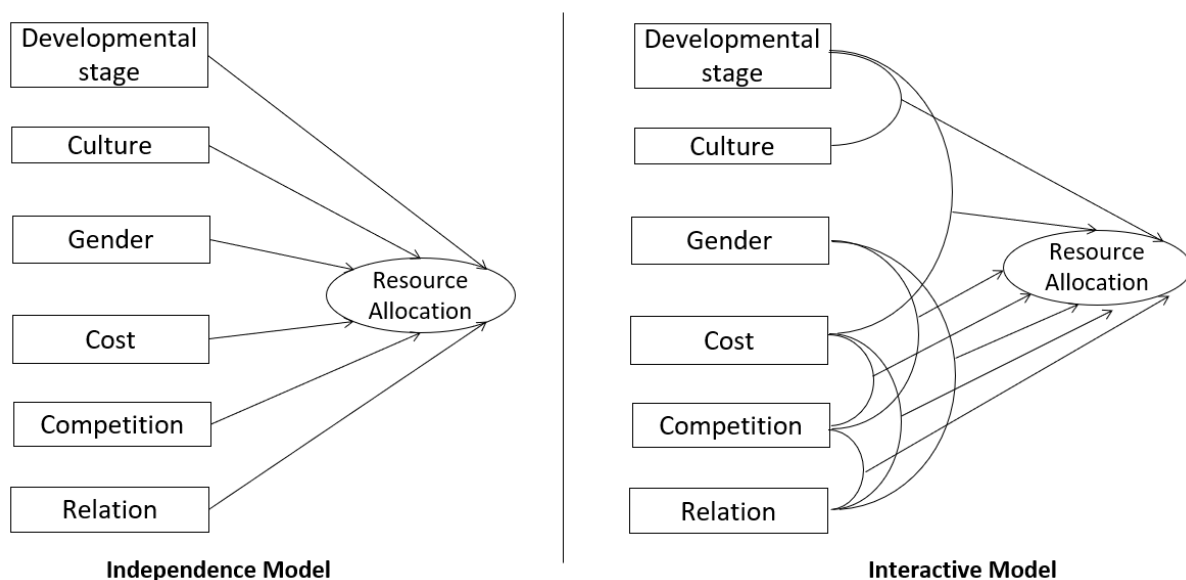 Developmental
stage
Culture
Gender
Resource
Allocation
Cost
Competition
Relation
Independence Model
Developmental
stage
Culture
Gender
Resource
Allocation
Cost
Competition
Relation
Interactive Model